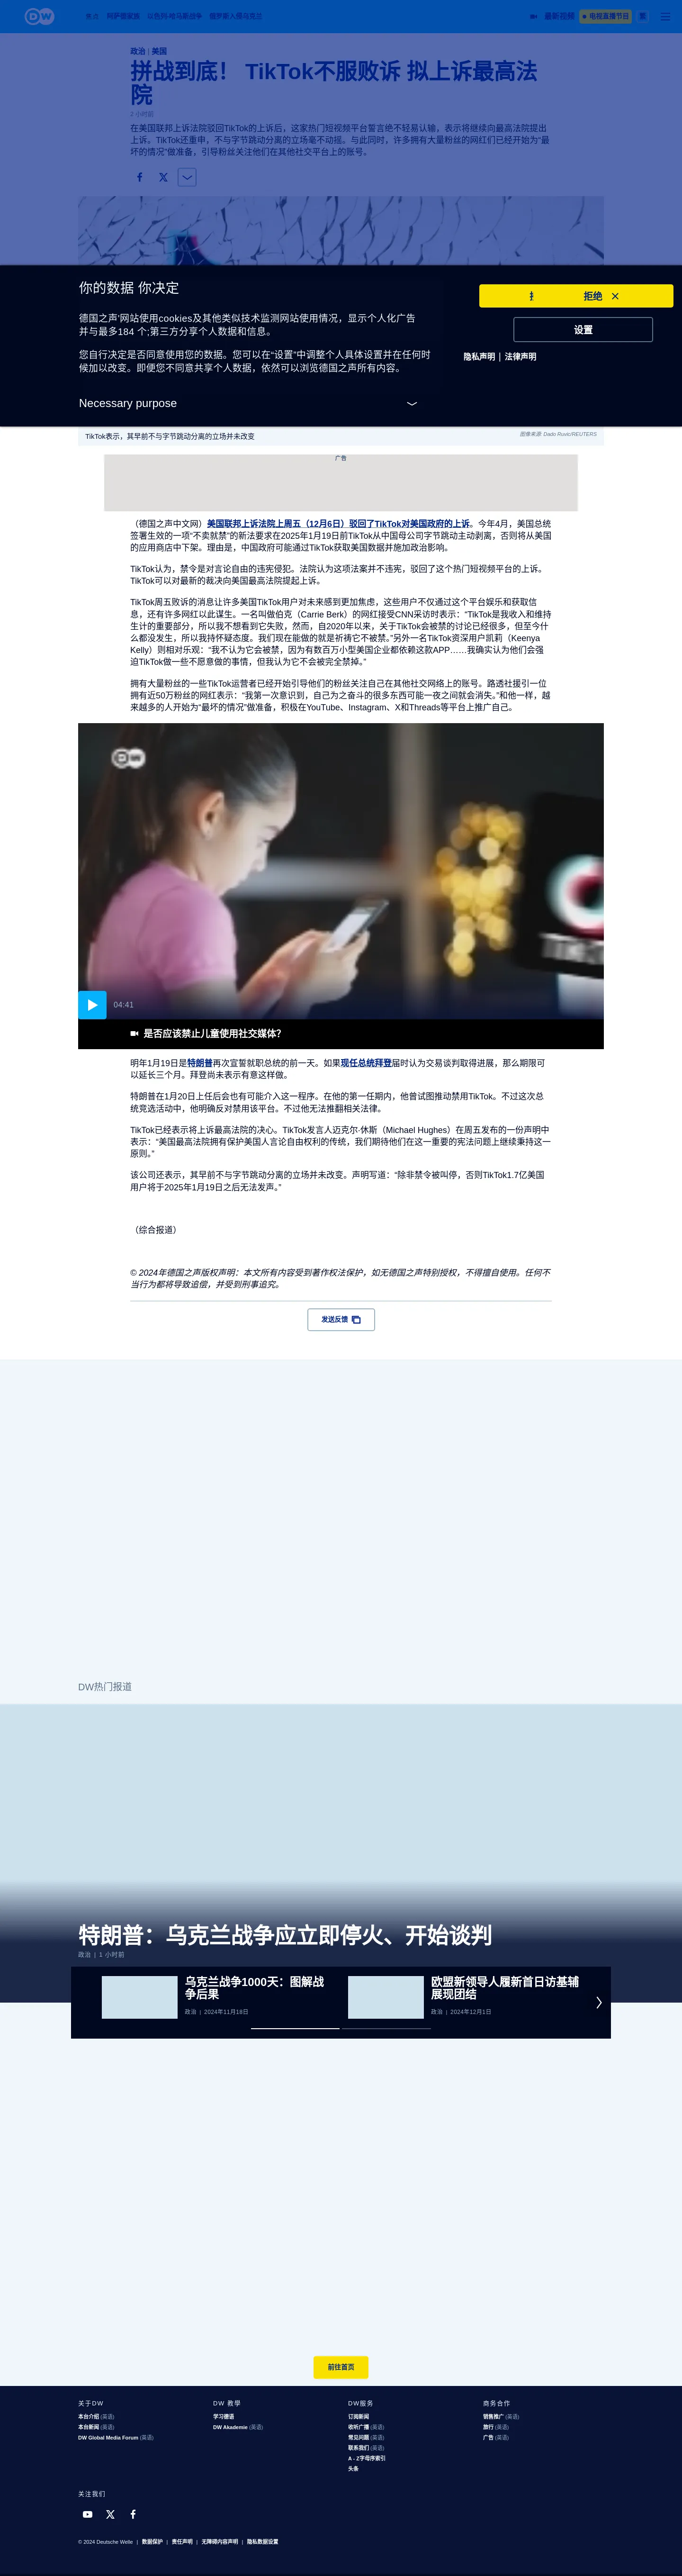 DW
焦点 阿萨德家族 以色列-哈马斯战争 俄罗斯入侵乌克兰
最新视频 电视直播节目
政治 | 美国
拼战到底！ TikTok不服败诉 拟上诉最高法
院
2 小时前
在美国联邦上诉法院驳回TikTok的上诉后，这家热门短视频平台誓言绝不轻易认输，表示将继续向最高法院提出
上诉。TikTok还重申，不与字节跳动分离的立场毫不动摇。与此同时，许多拥有大量粉丝的网红们已经开始为“最
坏的情况”做准备，引导粉丝关注他们在其他社交平台上的账号。
你的数据 你决定
拒绝
德国之声'网站使用cookies及其他类似技术监测网站使用情况，显示个人化广告
并与最多184 个;第三方分享个人数据和信息。
设置
您自行决定是否同意使用您的数据。您可以在“设置”中调整个人具体设置并在任何时
候加以改变。即便您不同意共享个人数据，依然可以浏览德国之声所有内容。
隐私声明 | 法律声明
Necessary purpose
TikTok表示，其早前不与字节跳动分离的立场并未改变
图像来源: Dado Ruvic/REUTERS
广告
（德国之声中文网）美国联邦上诉法院上周五（12月6日）驳回了TikTok对美国政府的上诉。今年4月，美国总统
签署生效的一项“不卖就禁”的新法要求在2025年1月19日前TikTok从中国母公司字节跳动主动剥离，否则将从美国
的应用商店中下架。理由是，中国政府可能通过TikTok获取美国数据并施加政治影响。
TikTok认为，禁令是对言论自由的违宪侵犯。法院认为这项法案并不违宪，驳回了这个热门短视频平台的上诉。
TikTok可以对最新的裁决向美国最高法院提起上诉。
TikTok周五败诉的消息让许多美国TikTok用户对未来感到更加焦虑，这些用户不仅通过这个平台娱乐和获取信
息，还有许多网红以此谋生。一名叫做伯克（Carrie Berk）的网红接受CNN采访时表示：“TikTok是我收入和维持
生计的重要部分，所以我不想看到它失败，然而，自2020年以来，关于TikTok会被禁的讨论已经很多，但至今什
么都没发生，所以我持怀疑态度。我们现在能做的就是祈祷它不被禁。”另外一名TikTok资深用户凯莉（Keenya
Kelly）则相对乐观：“我不认为它会被禁，因为有数百万小型美国企业都依赖这款APP……我确实认为他们会强
迫TikTok做一些不愿意做的事情，但我认为它不会被完全禁掉。”
拥有大量粉丝的一些TikTok运营者已经开始引导他们的粉丝关注自己在其他社交网络上的账号。路透社援引一位
拥有近50万粉丝的网红表示：“我第一次意识到，自己为之奋斗的很多东西可能一夜之间就会消失。”和他一样，越
来越多的人开始为“最坏的情况”做准备，积极在YouTube、Instagram、X和Threads等平台上推广自己。
DW
04:41
是否应该禁止儿童使用社交媒体？
明年1月19日是特朗普再次宣誓就职总统的前一天。如果现任总统拜登届时认为交易谈判取得进展，那么期限可
以延长三个月。拜登尚未表示有意这样做。
特朗普在1月20日上任后会也有可能介入这一程序。在他的第一任期内，他曾试图推动禁用TikTok。不过这次总
统竞选活动中，他明确反对禁用该平台。不过他无法推翻相关法律。
TikTok已经表示将上诉最高法院的决心。TikTok发言人迈克尔·休斯（Michael Hughes）在周五发布的一份声明中
表示：“美国最高法院拥有保护美国人言论自由权利的传统，我们期待他们在这一重要的宪法问题上继续秉持这一
原则。”
该公司还表示，其早前不与字节跳动分离的立场并未改变。声明写道：“除非禁令被叫停，否则TikTok1.7亿美国
用户将于2025年1月19日之后无法发声。”
（综合报道）
© 2024年德国之声版权声明：本文所有内容受到著作权法保护，如无德国之声特别授权，不得擅自使用。任何不
当行为都将导致追偿，并受到刑事追究。
发送反馈
DW热门报道
特朗普：乌克兰战争应立即停火、开始谈判
政治 | 1 小时前
乌克兰战争1000天：图解战
争后果
政治 | 2024年11月18日
欧盟新领导人履新首日访基辅
展现团结
政治 | 2024年12月1日
前往首页
关于DW
本台介绍 (英语)
本台新闻 (英语)
DW Global Media Forum (英语)
DW 教學
学习德语
DW Akademie (英语)
DW服务
订阅新闻
收听广播 (英语)
常见问题 (英语)
联系我们 (英语)
A - Z字母序索引
头条
商务合作
销售推广 (英语)
旅行 (英语)
广告 (英语)
关注我们
© 2024 Deutsche Welle | 数据保护 | 责任声明 | 无障碍内容声明 | 隐私数据设置